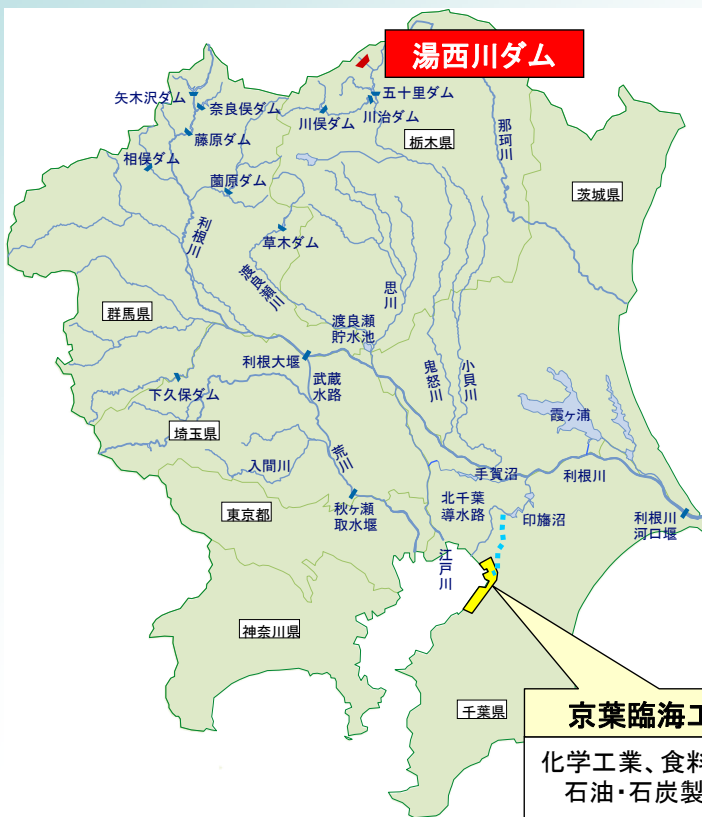 湯西川ダム
矢木沢ダム
奈良俣ダム
五十里ダム
川俣ダム
川治ダム
藤原ダム
栃木県
那珂川
相俣ダム
茨城県
薗原ダム
利根川
草木ダム
渡良瀬川
思川
群馬県
渡良瀬
貯水池
利根大堰
武蔵
水路
鬼怒川
小貝川
下久保ダム
霞ヶ浦
埼玉県
入間川
荒川
手賀沼
利根川
東京都
秋ヶ瀬
取水堰
北千葉
導水路
印旛沼
利根川
河口堰
江戸川
神奈川県
千葉県
京葉臨海工
化学工業、食料
石油・石炭製